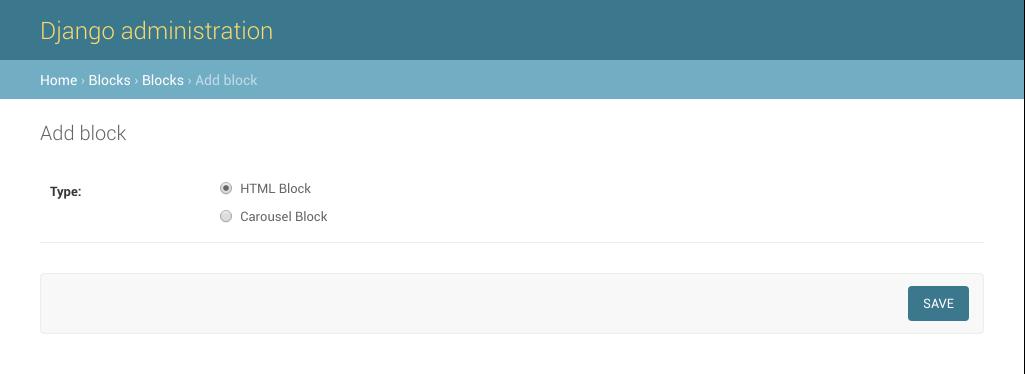 Django administration
Home › Blocks › Blocks › Add block
Add block
Type:
HTML Block
Carousel Block
SAVE